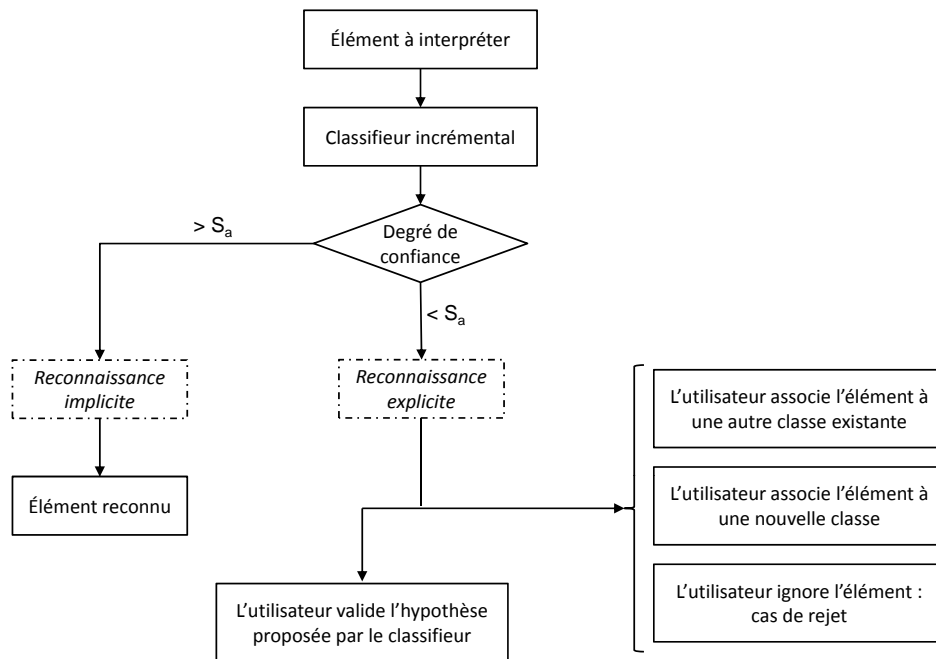 Élément à interpréter
Classifieur incrémental
Degré de
confiance
> Sa
< Sa
Reconnaissance
implicite
Reconnaissance
explicite
Élément reconnu
L'utilisateur valide l'hypothèse
proposée par le classifieur
L'utilisateur associe l'élément à
une autre classe existante
L'utilisateur associe l'élément à
une nouvelle classe
L'utilisateur ignore l'élément :
cas de rejet